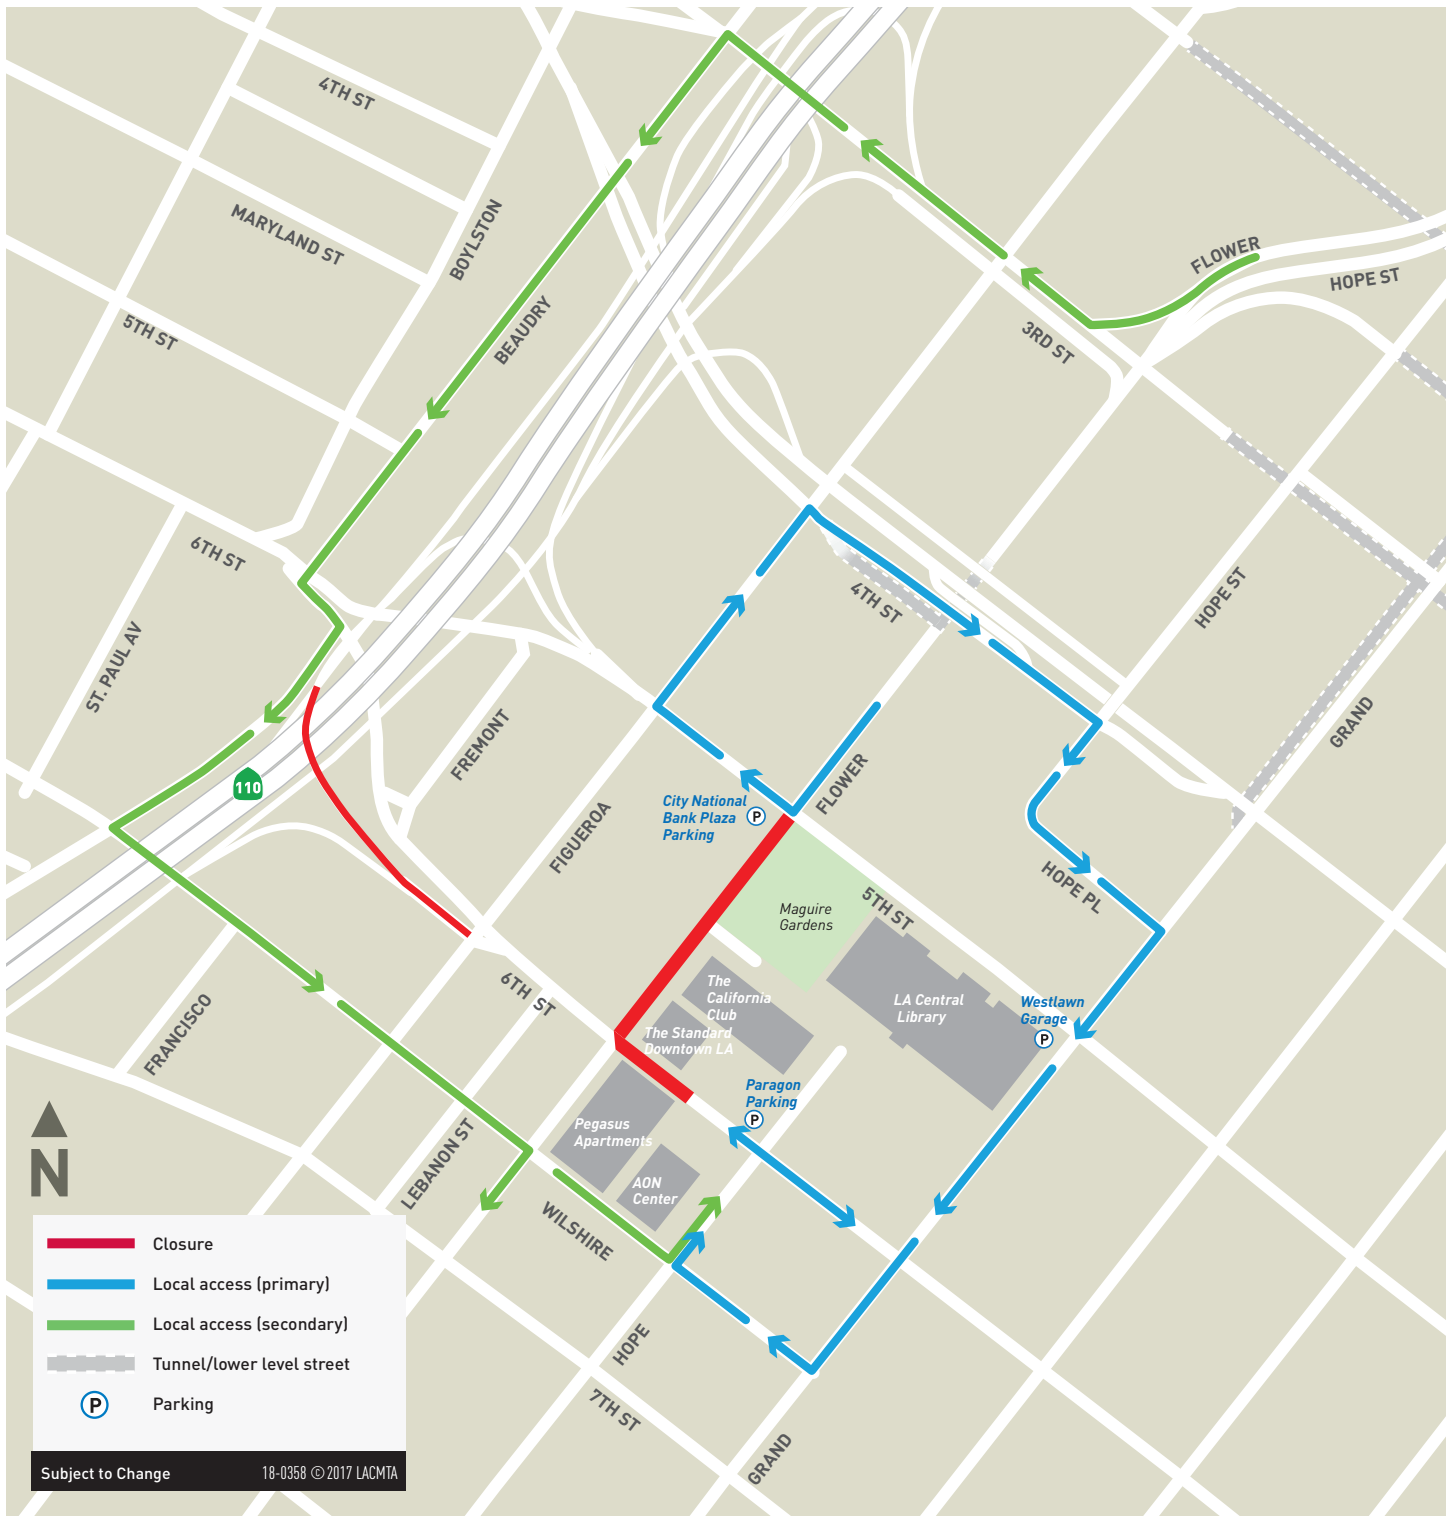 4TH ST
MARYLAND ST
BOYLSTON
FLOWER
HOPE ST
5TH ST
BEAUDRY
3RD ST
6TH ST
4TH ST
HOPE ST
ST. PAUL AV
FREMONT
GRAND
110
FLOWER
City National
Bank Plaza
Parking
P
FIGUEROA
HOPE PL
5TH ST
Maguire
Gardens
6TH ST
The
California
Club
LA Central
Library
Westlawn
Garage
P
The Standard
Downtown LA
FRANCISCO
Paragon
Parking
P
Pegasus
Apartments
LEBANON ST
AON
Center
WILSHIRE
HOPE
7TH ST
GRAND
N
Closure
Local access (primary)
Local access (secondary)
Tunnel/lower level street
P
Parking
Subject to Change
18-0358 © 2017 LACMTA